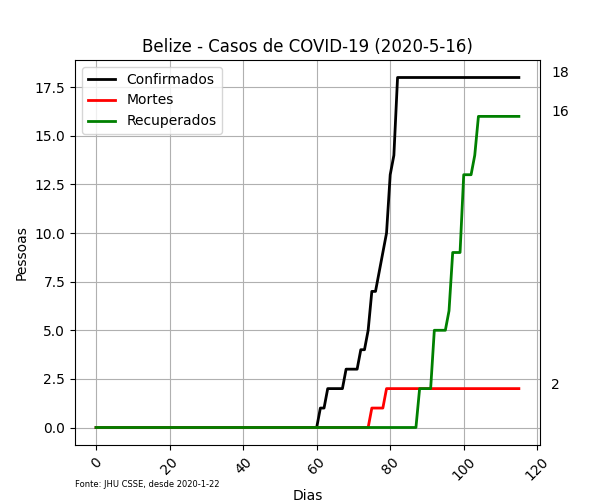 Belize - Casos de COVID-19 (2020-5-16)
Confirmados
Mortes
Recuperados
18
16
2
Pessoas
17.5
15.0
12.5
10.0
7.5
5.0
2.5
0.0
0
20
40
60
80
100
120
Fonte: JHU CSSE, desde 2020-1-22
Dias